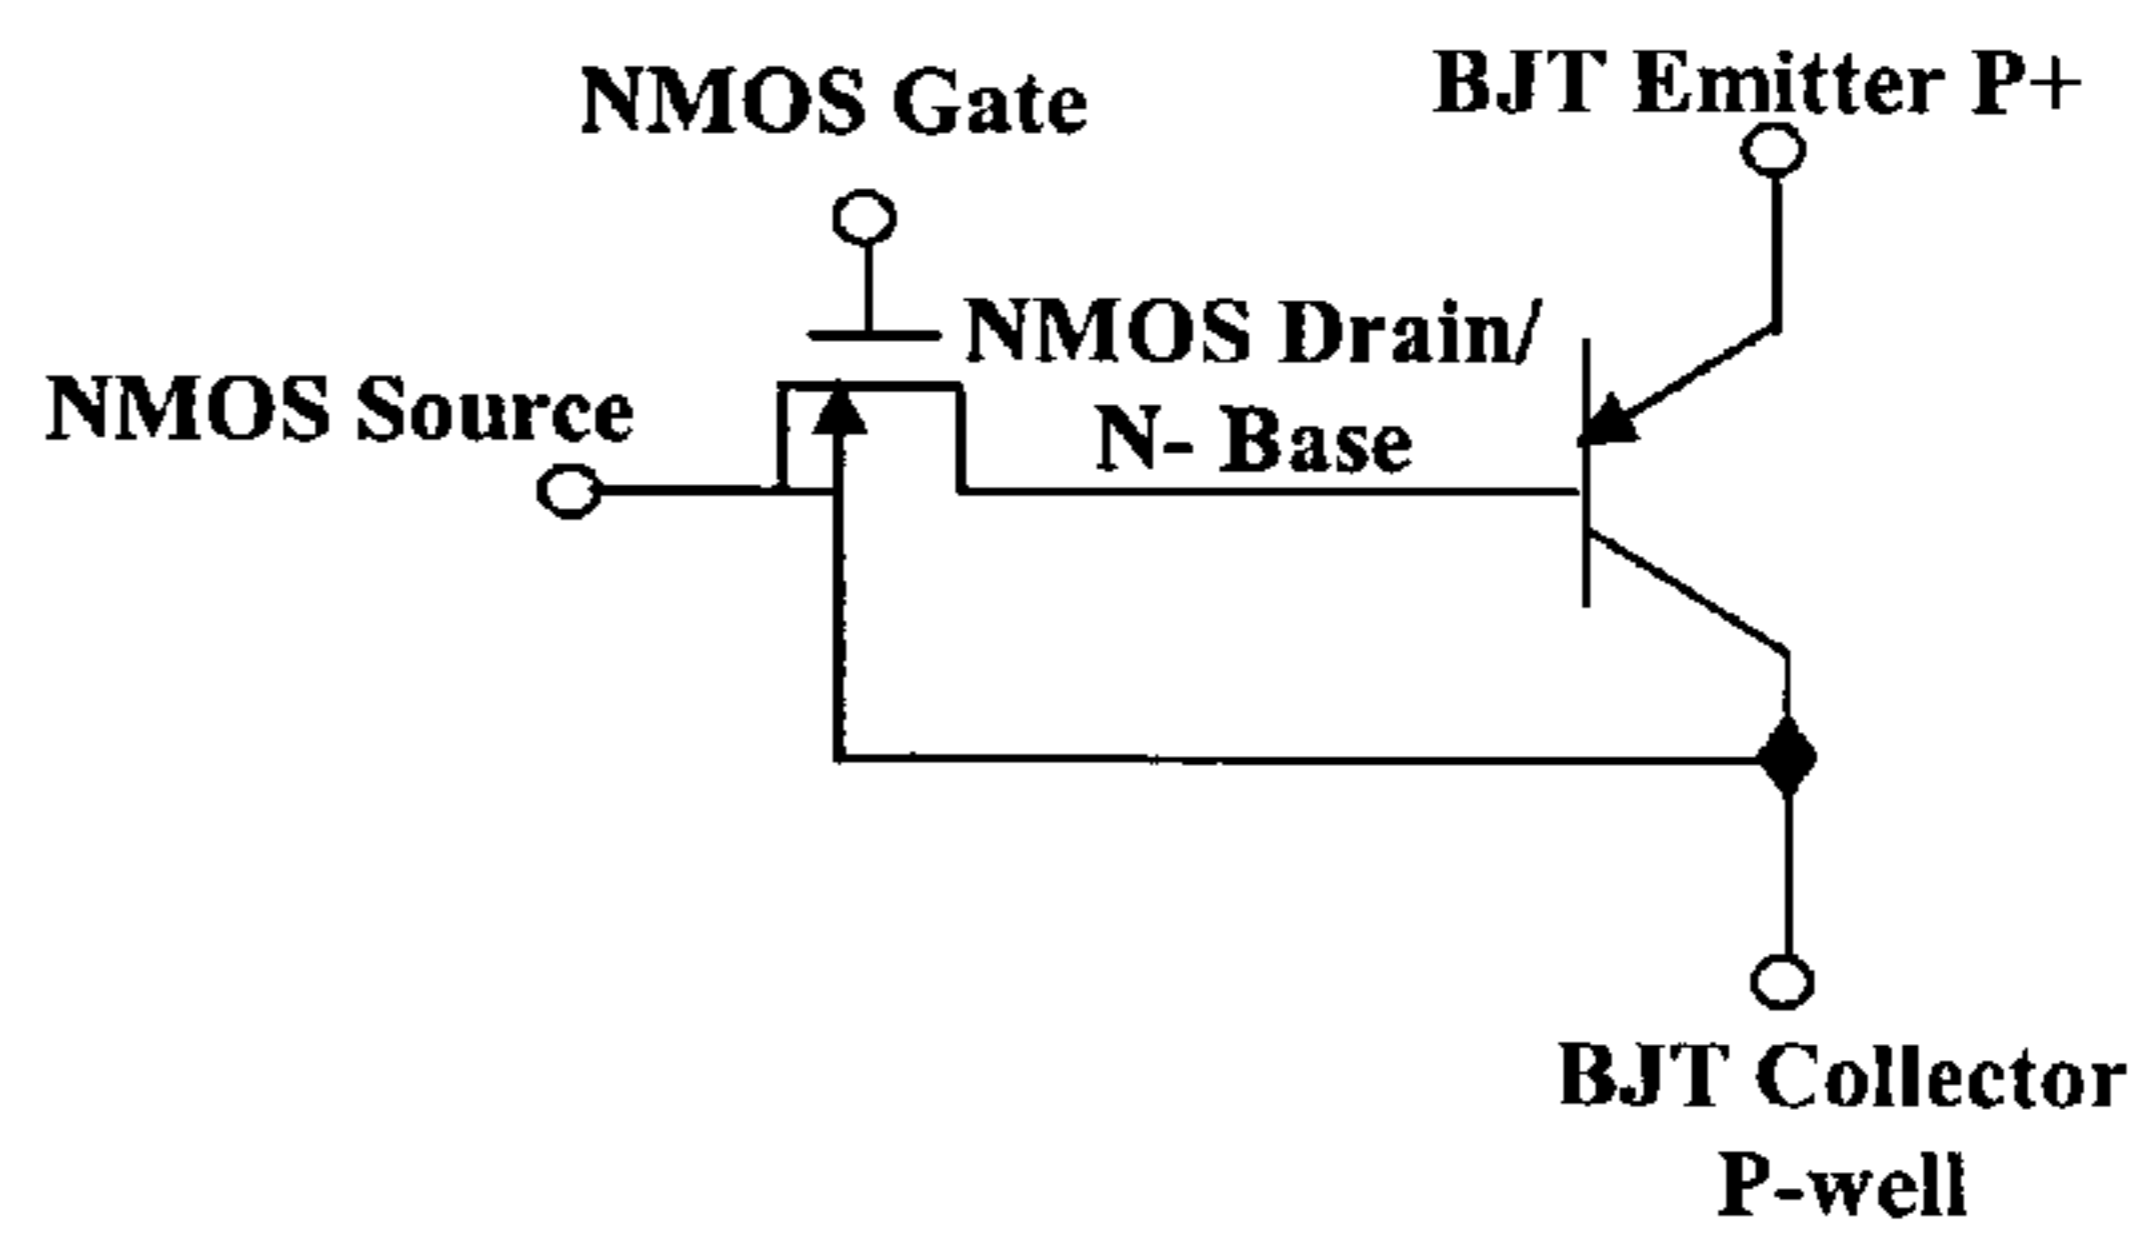 BJT Emitter P+
NMOS Gate
NMOS Drain/
N- Base
NMOS Source
BJT Collector
P-well